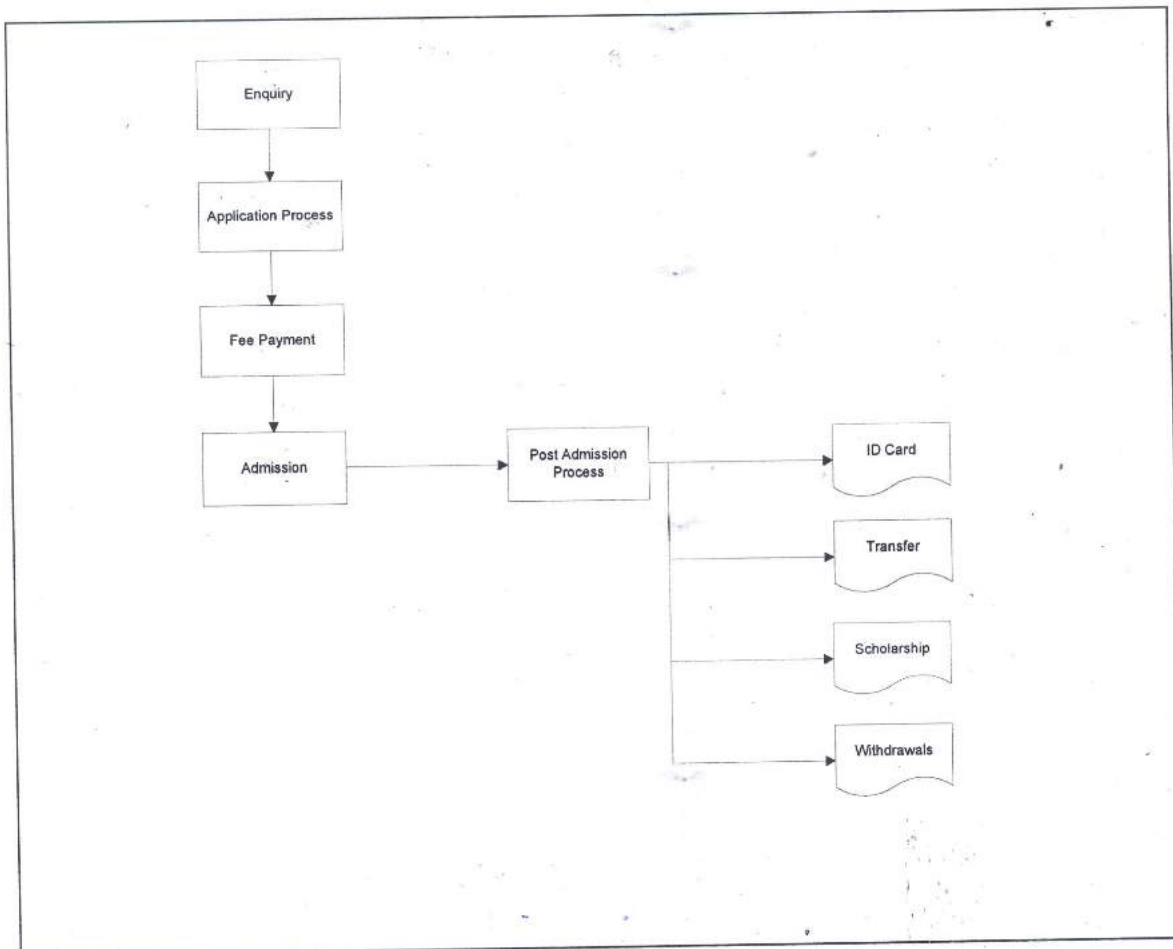 Enquiry
Application Process
Fee Payment
Admission
Post Admission
Process
ID Card
Transfer
Scholarship
Withdrawals